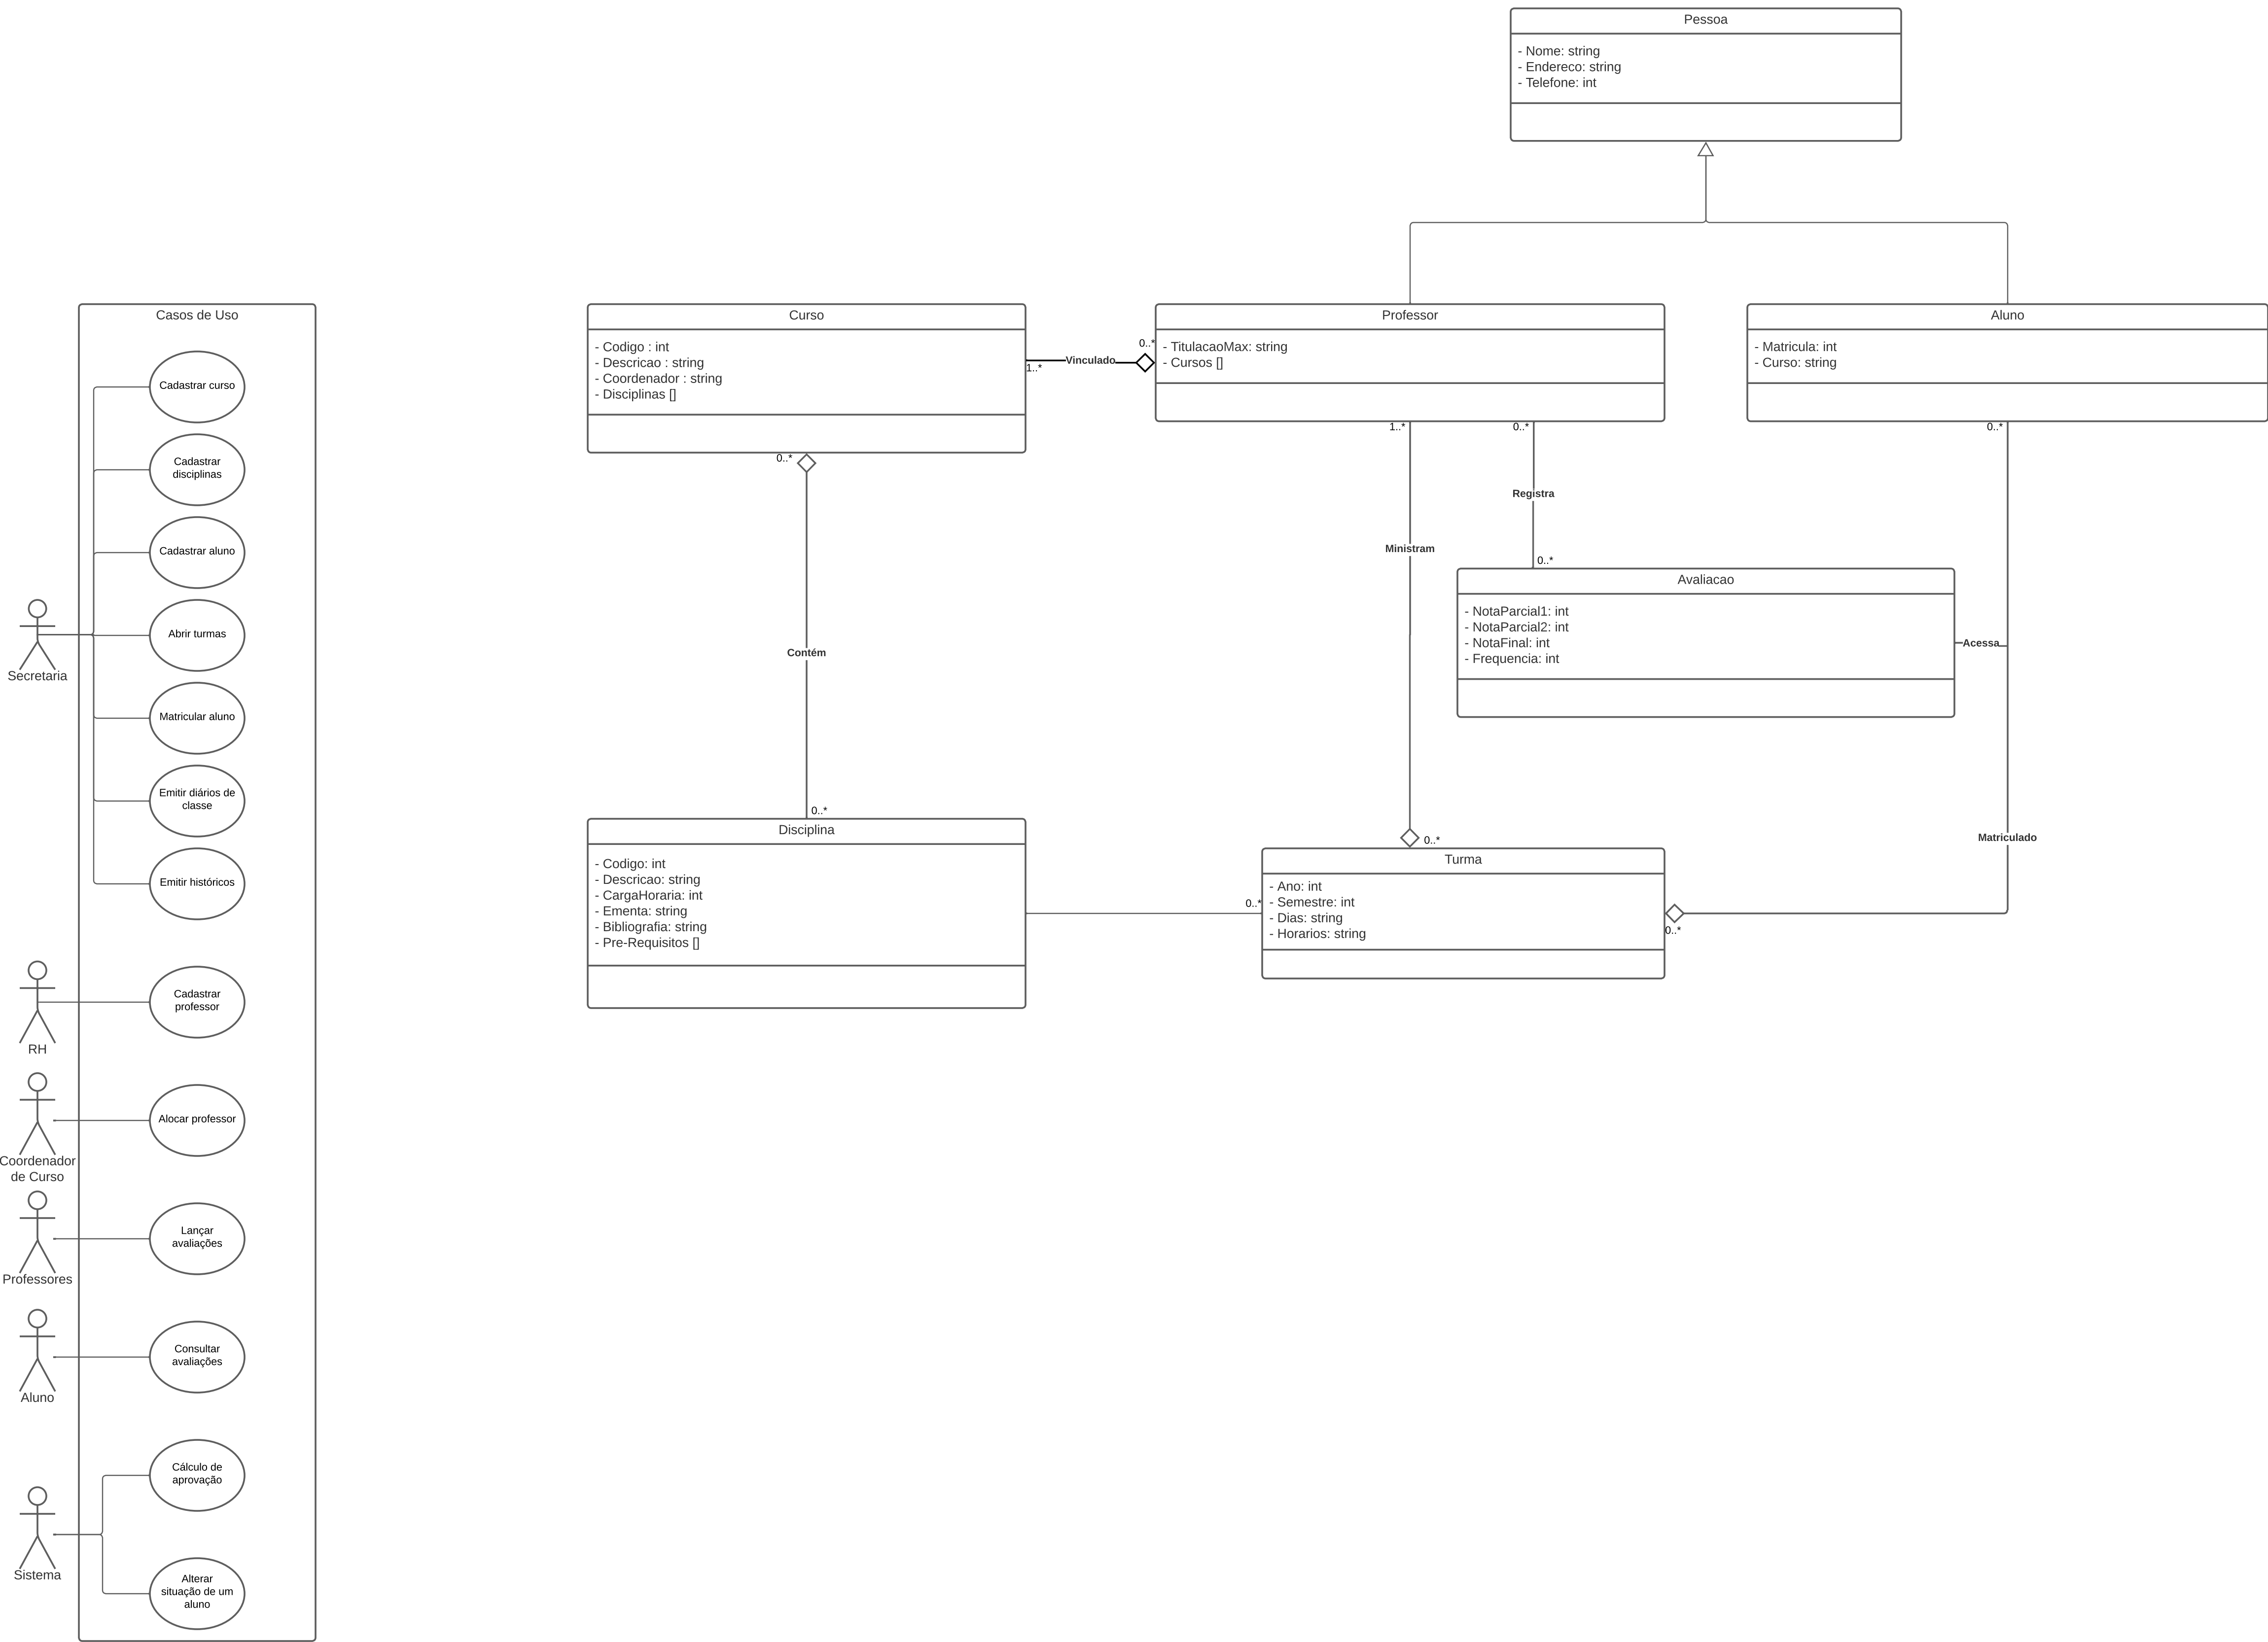 Pessoa
- Nome: string
- Endereco: string
- Telefone: int
Casos de Uso
Cadastrar curso
Cadastrar
disciplinas
Cadastrar aluno
Abrir turmas
Matricular aluno
Emitir diários de
classe
Emitir históricos
Cadastrar
professor
Alocar professor
Lançar
avaliações
Consultar
avaliações
Cálculo de
aprovação
Alterar
situação de um
aluno
Secretaria
RH
Coordenador
de Curso
Professores
Aluno
Sistema
Curso
- Codigo : int
- Descricao : string
- Coordenador : string
- Disciplinas []
1..*
Vinculado
0..*
Professor
- TitulacaoMax: string
- Cursos []
Aluno
- Matricula: int
- Curso: string
0..*
Contém
0..*
1..*
Ministram
0..*
0..*
Registra
0..*
0..*
Matriculado
0..*
Avaliacao
- NotaParcial1: int
- NotaParcial2: int
- NotaFinal: int
- Frequencia: int
Acessa
Disciplina
- Codigo: int
- Descricao: string
- CargaHoraria: int
- Ementa: string
- Bibliografia: string
- Pre-Requisitos []
0..*
Turma
- Ano: int
- Semestre: int
- Dias: string
- Horarios: string